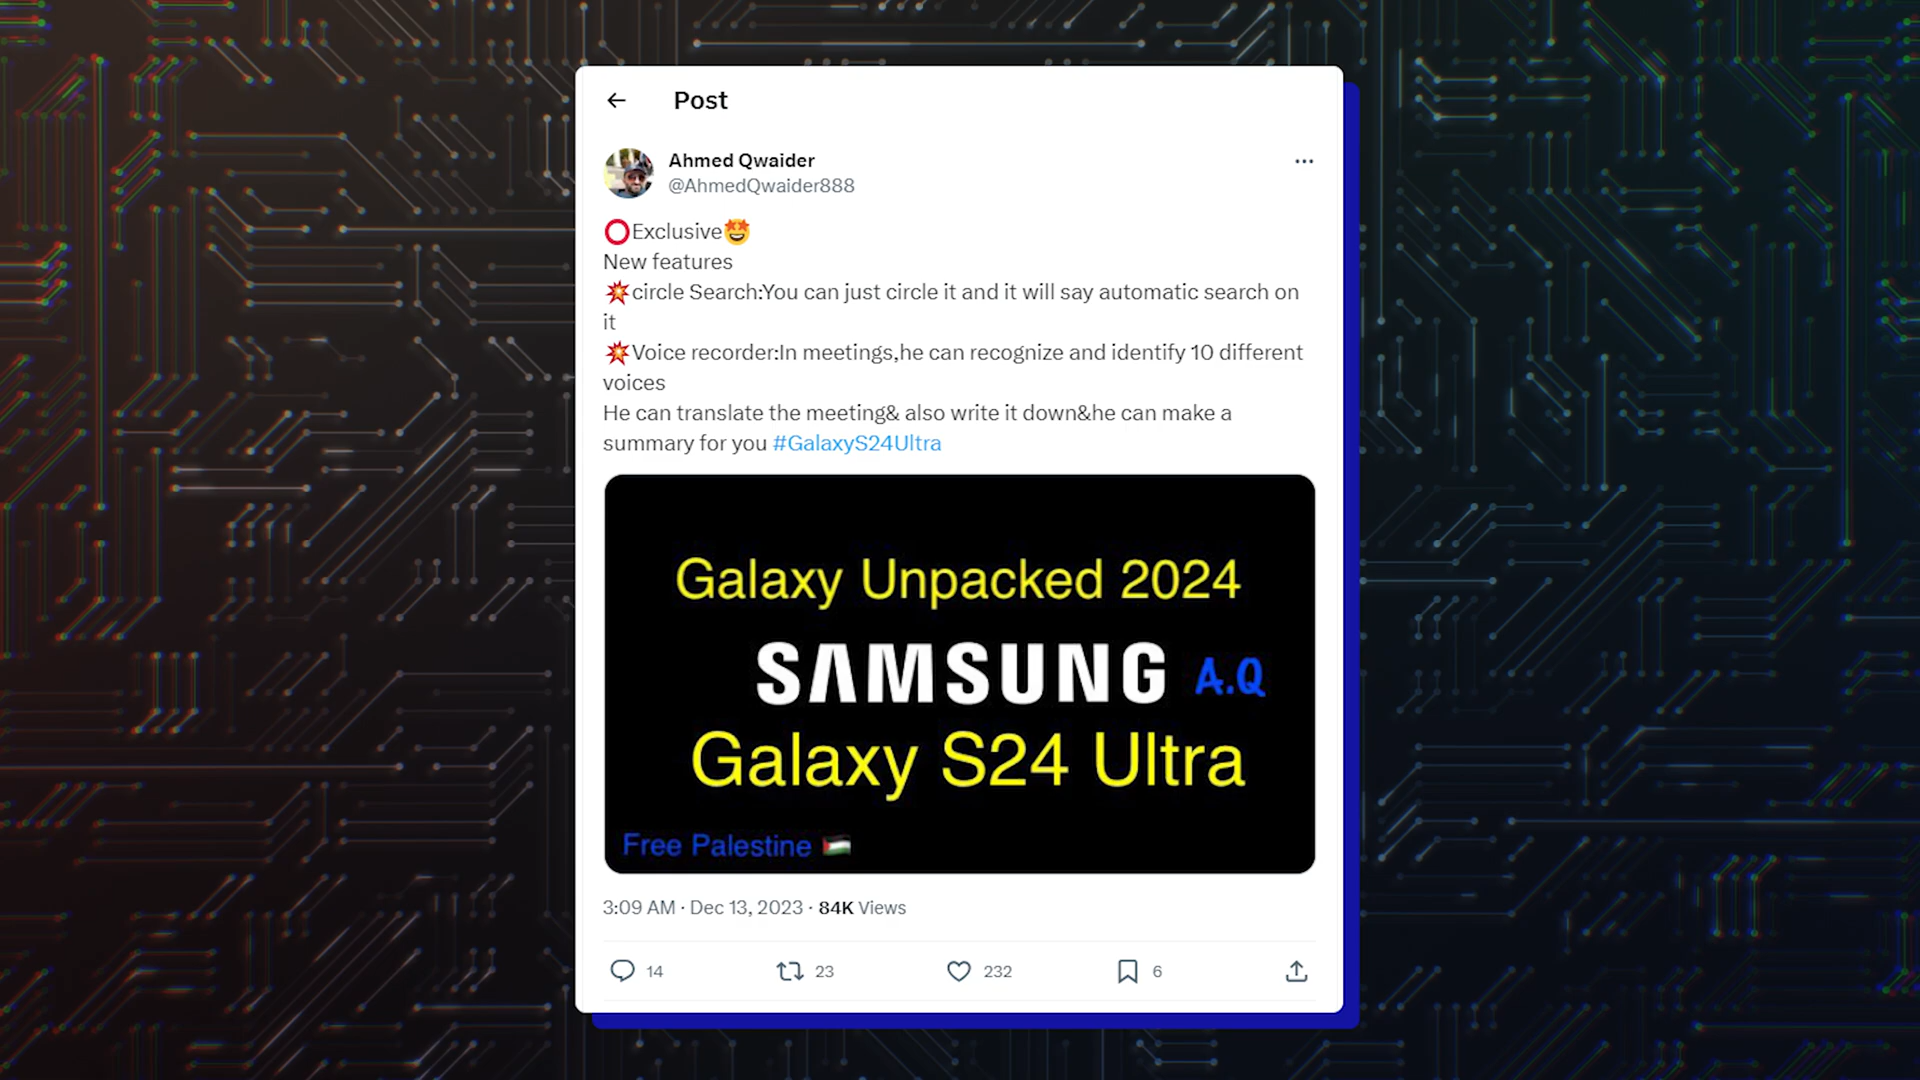 Post
Ahmed Qwaider
@AhmedQwaider888
⭕Exclusive🤩
New features
💥circle Search:You can just circle it and it will say automatic search on
it
💥Voice recorder:In meetings,he can recognize and identify 10 different
voices
He can translate the meeting& also write it down&he can make a
summary for you #GalaxyS24Ultra
Galaxy Unpacked 2024
SAMSUNG A.Q
Galaxy S24 Ultra
Free Palestine 🇵🇸
3:09 AM · Dec 13, 2023 · 84K Views
14 23 232 6